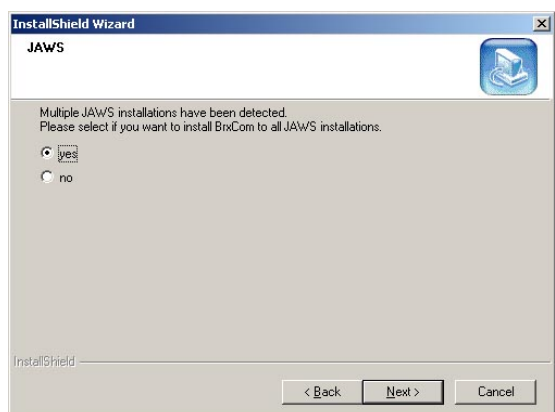 InstallShield Wizard
JAWS
Multiple JAWS installations have been detected.
Please select if you want to install BrxCom to all JAWS installations.
yes
no
InstallShield
< Back Next > Cancel